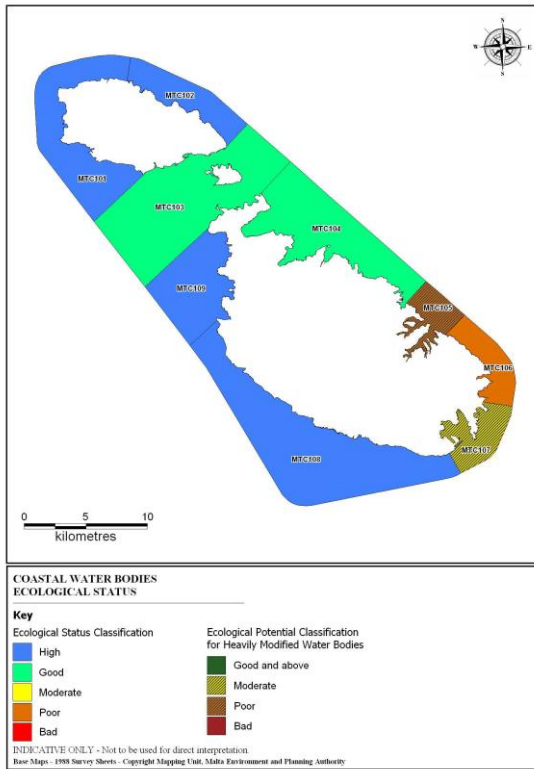 N
W
E
S
MTC102
MTC101
MTC103
MTC104
MTC109
MTC105
MTC106
MTC107
MTC108
0 5 10
kilometres
COASTAL WATER BODIES
ECOLOGICAL STATUS
Key
Ecological Status Classification
High
Good
Moderate
Poor
Bad
Ecological Potential Classification
for Heavily Modified Water Bodies
Good and above
Moderate
Poor
Bad
INDICATIVE ONLY - Not to be used for direct interpretation.
Base Maps - 1988 Survey Sheets - Copyright Mapping Unit, Malta Environment and Planning Authority